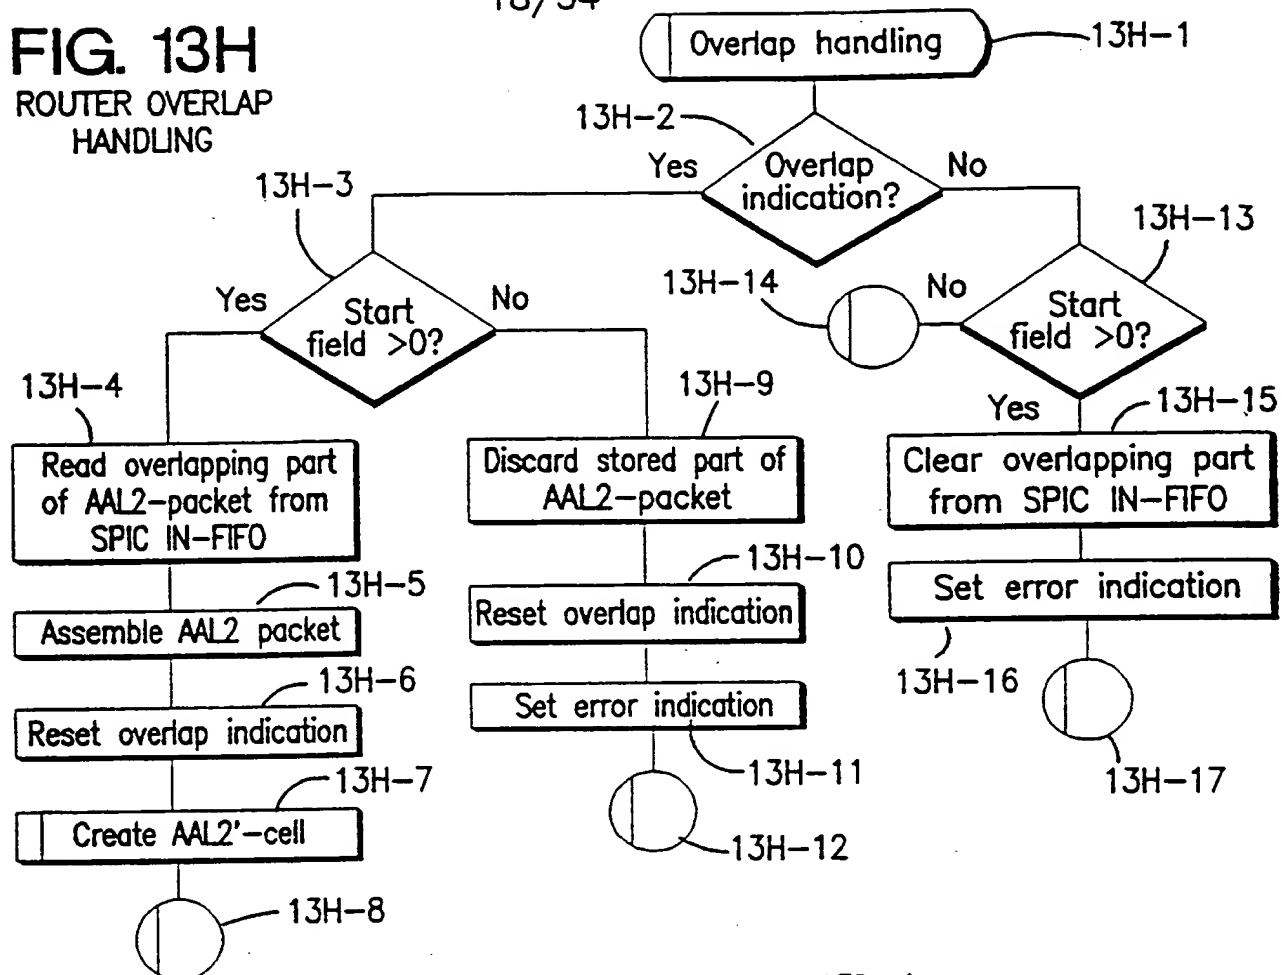 18/34
FIG. 13H
ROUTER OVERLAP
HANDLING
Overlap handling
13H-1
13H-2
Overlap
indication?
Yes
No
13H-3
Start
field >0?
Yes
No
13H-13
Start
field >0?
No
Yes
13H-14
13H-4
Read overlapping part
of AAL2-packet from
SPIC IN-FIFO
13H-5
Assemble AAL2 packet
13H-6
Reset overlap indication
13H-7
Create AAL2'-cell
13H-8
13H-9
Discard stored part of
AAL2-packet
13H-10
Reset overlap indication
Set error indication
13H-11
13H-12
13H-15
Clear overlapping part
from SPIC IN-FIFO
Set error indication
13H-16
13H-17